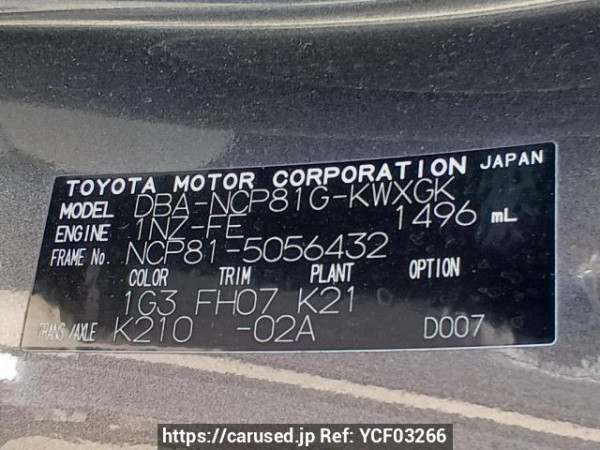 TOYOTA MOTOR CORPORATION JAPAN
MODEL DBA-NCP81G-KWXGK
ENGINE 1NZ-FE 1496 mL
FRAME No. NCP81-5056432
COLOR TRIM PLANT
1G3 FH07 K21
TRANS/AXLE K210 -02A D007
https://carused.jp Ref: YCF03266